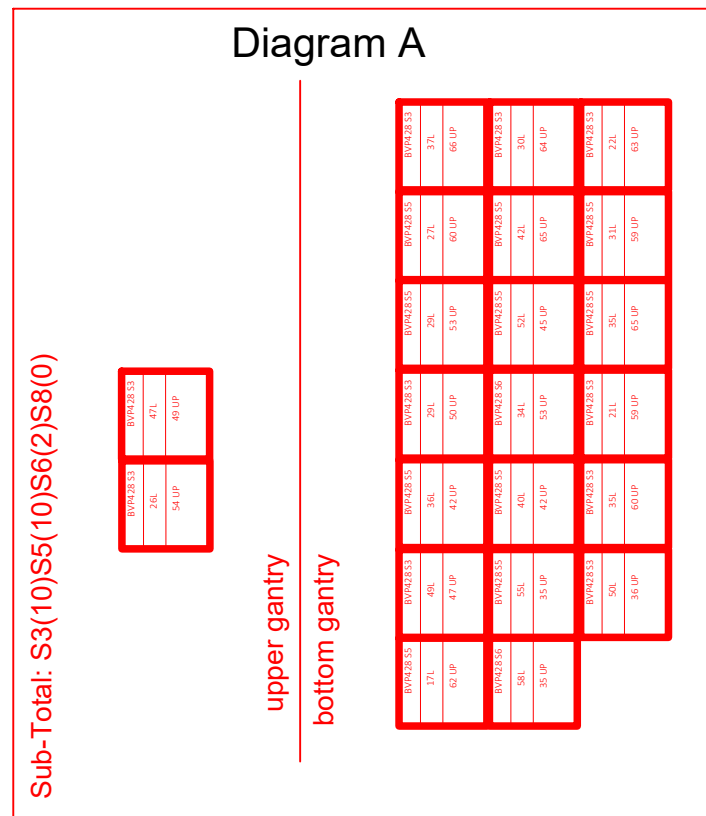 Diagram A
Sub-Total: S3(10)S5(10)S6(2)S8(0)
upper gantry
BVP428 S3
47L
49 UP
BVP428 S3
26L
54 UP
bottom gantry
BVP428 S3
37L
66 UP
BVP428 S3
30L
64 UP
BVP428 S3
22L
63 UP
BVP428 S5
27L
60 UP
BVP428 S5
42L
65 UP
BVP428 S5
31L
59 UP
BVP428 S5
29L
53 UP
BVP428 S5
52L
45 UP
BVP428 S5
35L
65 UP
BVP428 S3
29L
50 UP
BVP428 S6
34L
53 UP
BVP428 S3
21L
59 UP
BVP428 S5
36L
42 UP
BVP428 S5
40L
42 UP
BVP428 S3
35L
60 UP
BVP428 S3
49L
47 UP
BVP428 S5
55L
35 UP
BVP428 S3
50L
36 UP
BVP428 S5
17L
62 UP
BVP428 S6
58L
35 UP